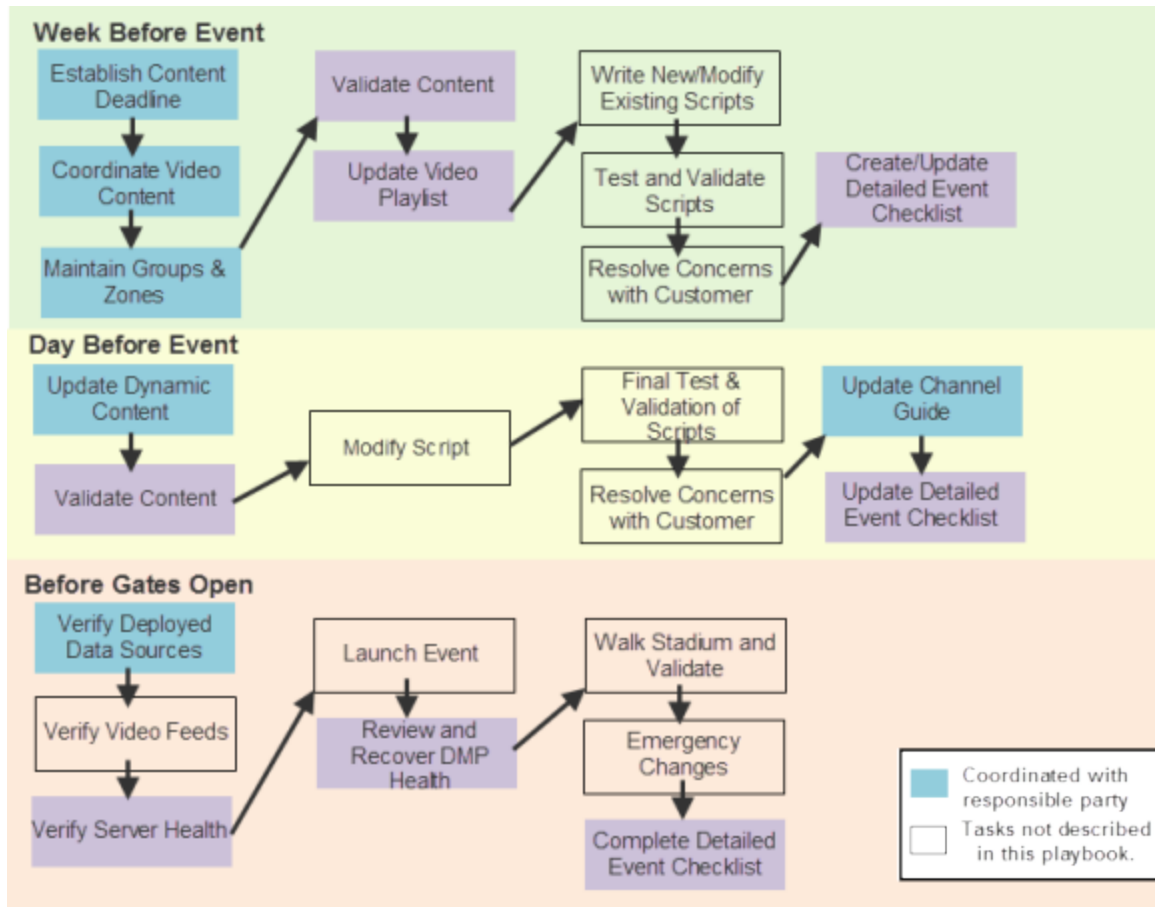 Week Before Event
Establish Content
Deadline
Coordinate Video
Content
Maintain Groups &
Zones
Validate Content
Update Video
Playlist
Write New/Modify
Existing Scripts
Test and Validate
Scripts
Resolve Concerns
with Customer
Create/Update
Detailed Event
Checklist
Day Before Event
Update Dynamic
Content
Validate Content
Modify Script
Final Test &
Validation of
Scripts
Resolve Concerns
with Customer
Update Channel
Guide
Update Detailed
Event Checklist
Before Gates Open
Verify Deployed
Data Sources
Verify Video Feeds
Verify Server Health
Launch Event
Review and
Recover DMP
Health
Walk Stadium and
Validate
Emergency
Changes
Complete Detailed
Event Checklist
Coordinated with
responsible party
Tasks not described
in this playbook.